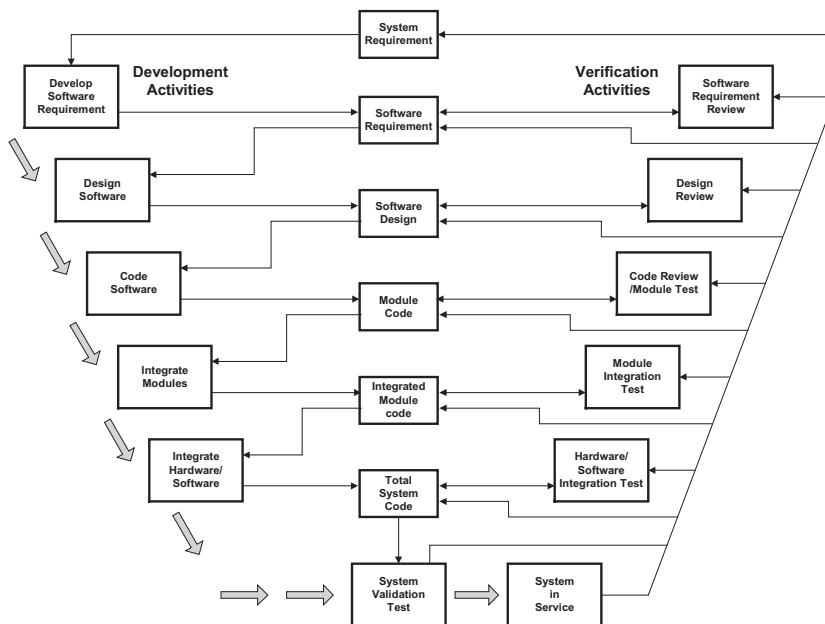 System
Requirement
Development
Activities
Verification
Activities
Develop
Software
Requirement
Software
Requirement
Software
Requirement
Review
Design
Software
Software
Design
Design
Review
Code
Software
Module
Code
Code Review
/Module Test
Integrate
Modules
Integrated
Module
code
Module
Integration
Test
Integrate
Hardware/
Software
Total
System
Code
Hardware/
Software
Integration Test
System
Validation
Test
System
in
Service